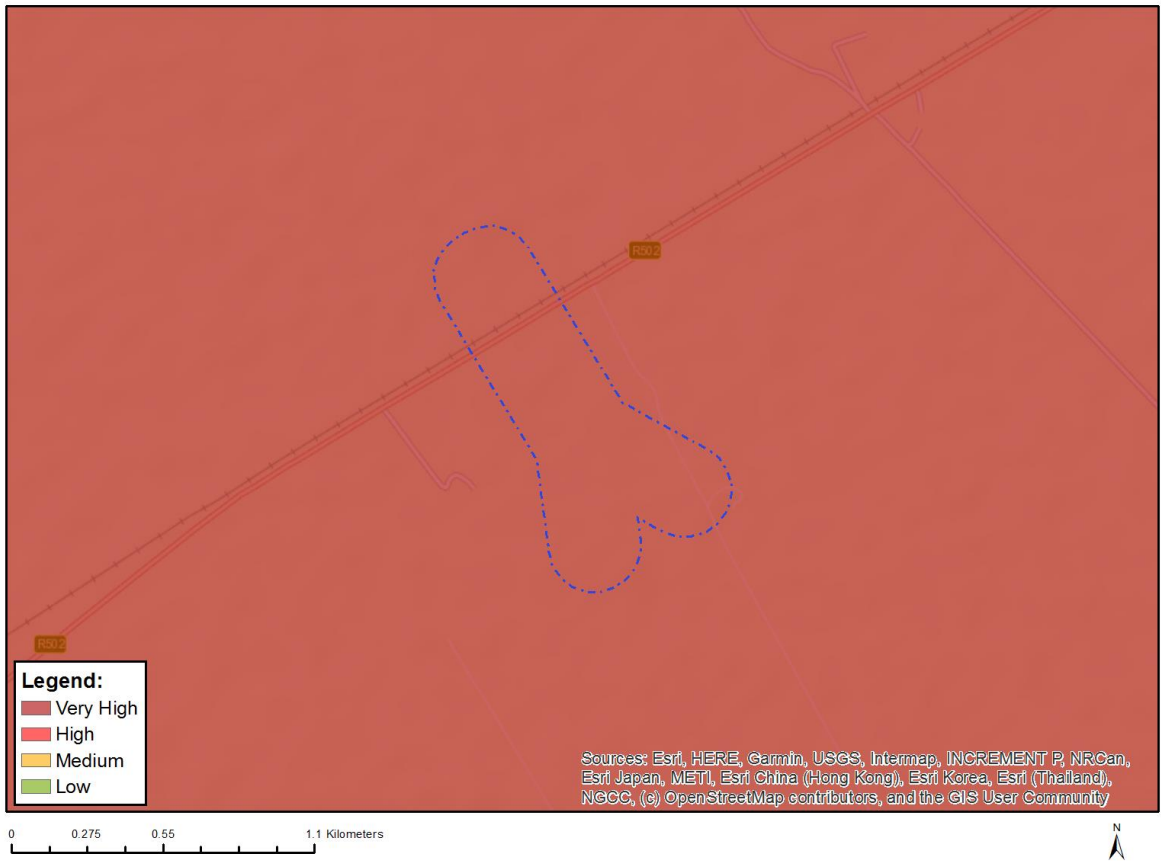 R502
R502
Legend:
Very High
High
Medium
Low
Sources: Esri, HERE, Garmin, USGS, Intermap, INCREMENT P, NRCan,
Esri Japan, METI, Esri China (Hong Kong), Esri Korea, Esri (Thailand),
NGCC, (c) OpenStreetMap contributors, and the GIS User Community
0 0.275 0.55 1.1 Kilometers
N